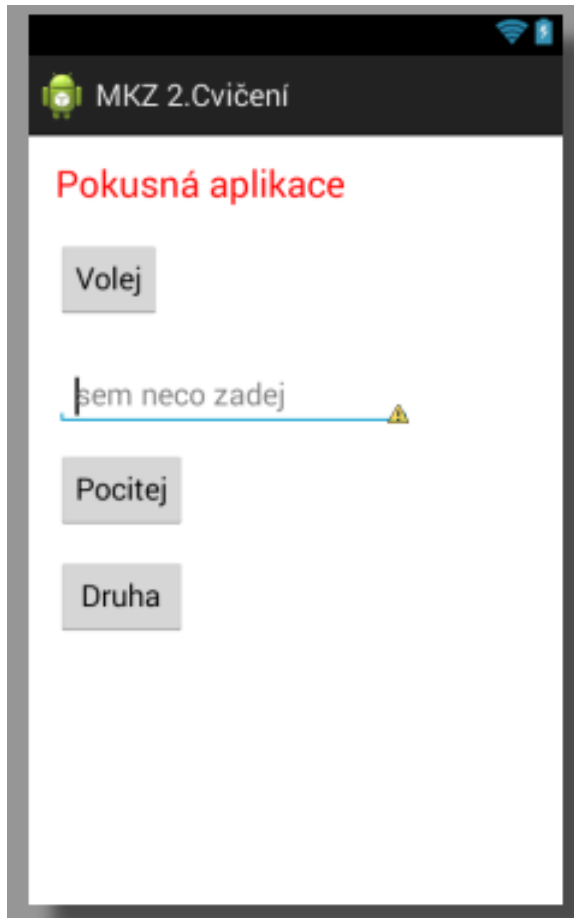 MKZ 2.Cvičení
Pokusná aplikace
Volej
sem neco zadej
Pocitej
Druha